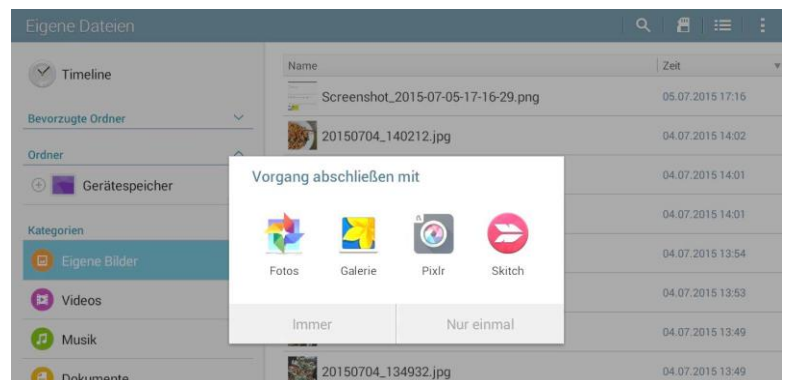 Eigene Dateien
Timeline
Bevorzugte Ordner
Ordner
Gerätespeicher
Kategorien
Eigene Bilder
Videos
Musik
Dokumente
Name Zeit
Screenshot_2015-07-05-17-16-29.png 05.07.2015 17:16
20150704_140212.jpg 04.07.2015 14:02
04.07.2015 14:01
04.07.2015 14:01
04.07.2015 13:54
04.07.2015 13:53
04.07.2015 13:49
20150704_134932.jpg 04.07.2015 13:49
Vorgang abschließen mit
Fotos Galerie Pixlr Skitch
Immer Nur einmal